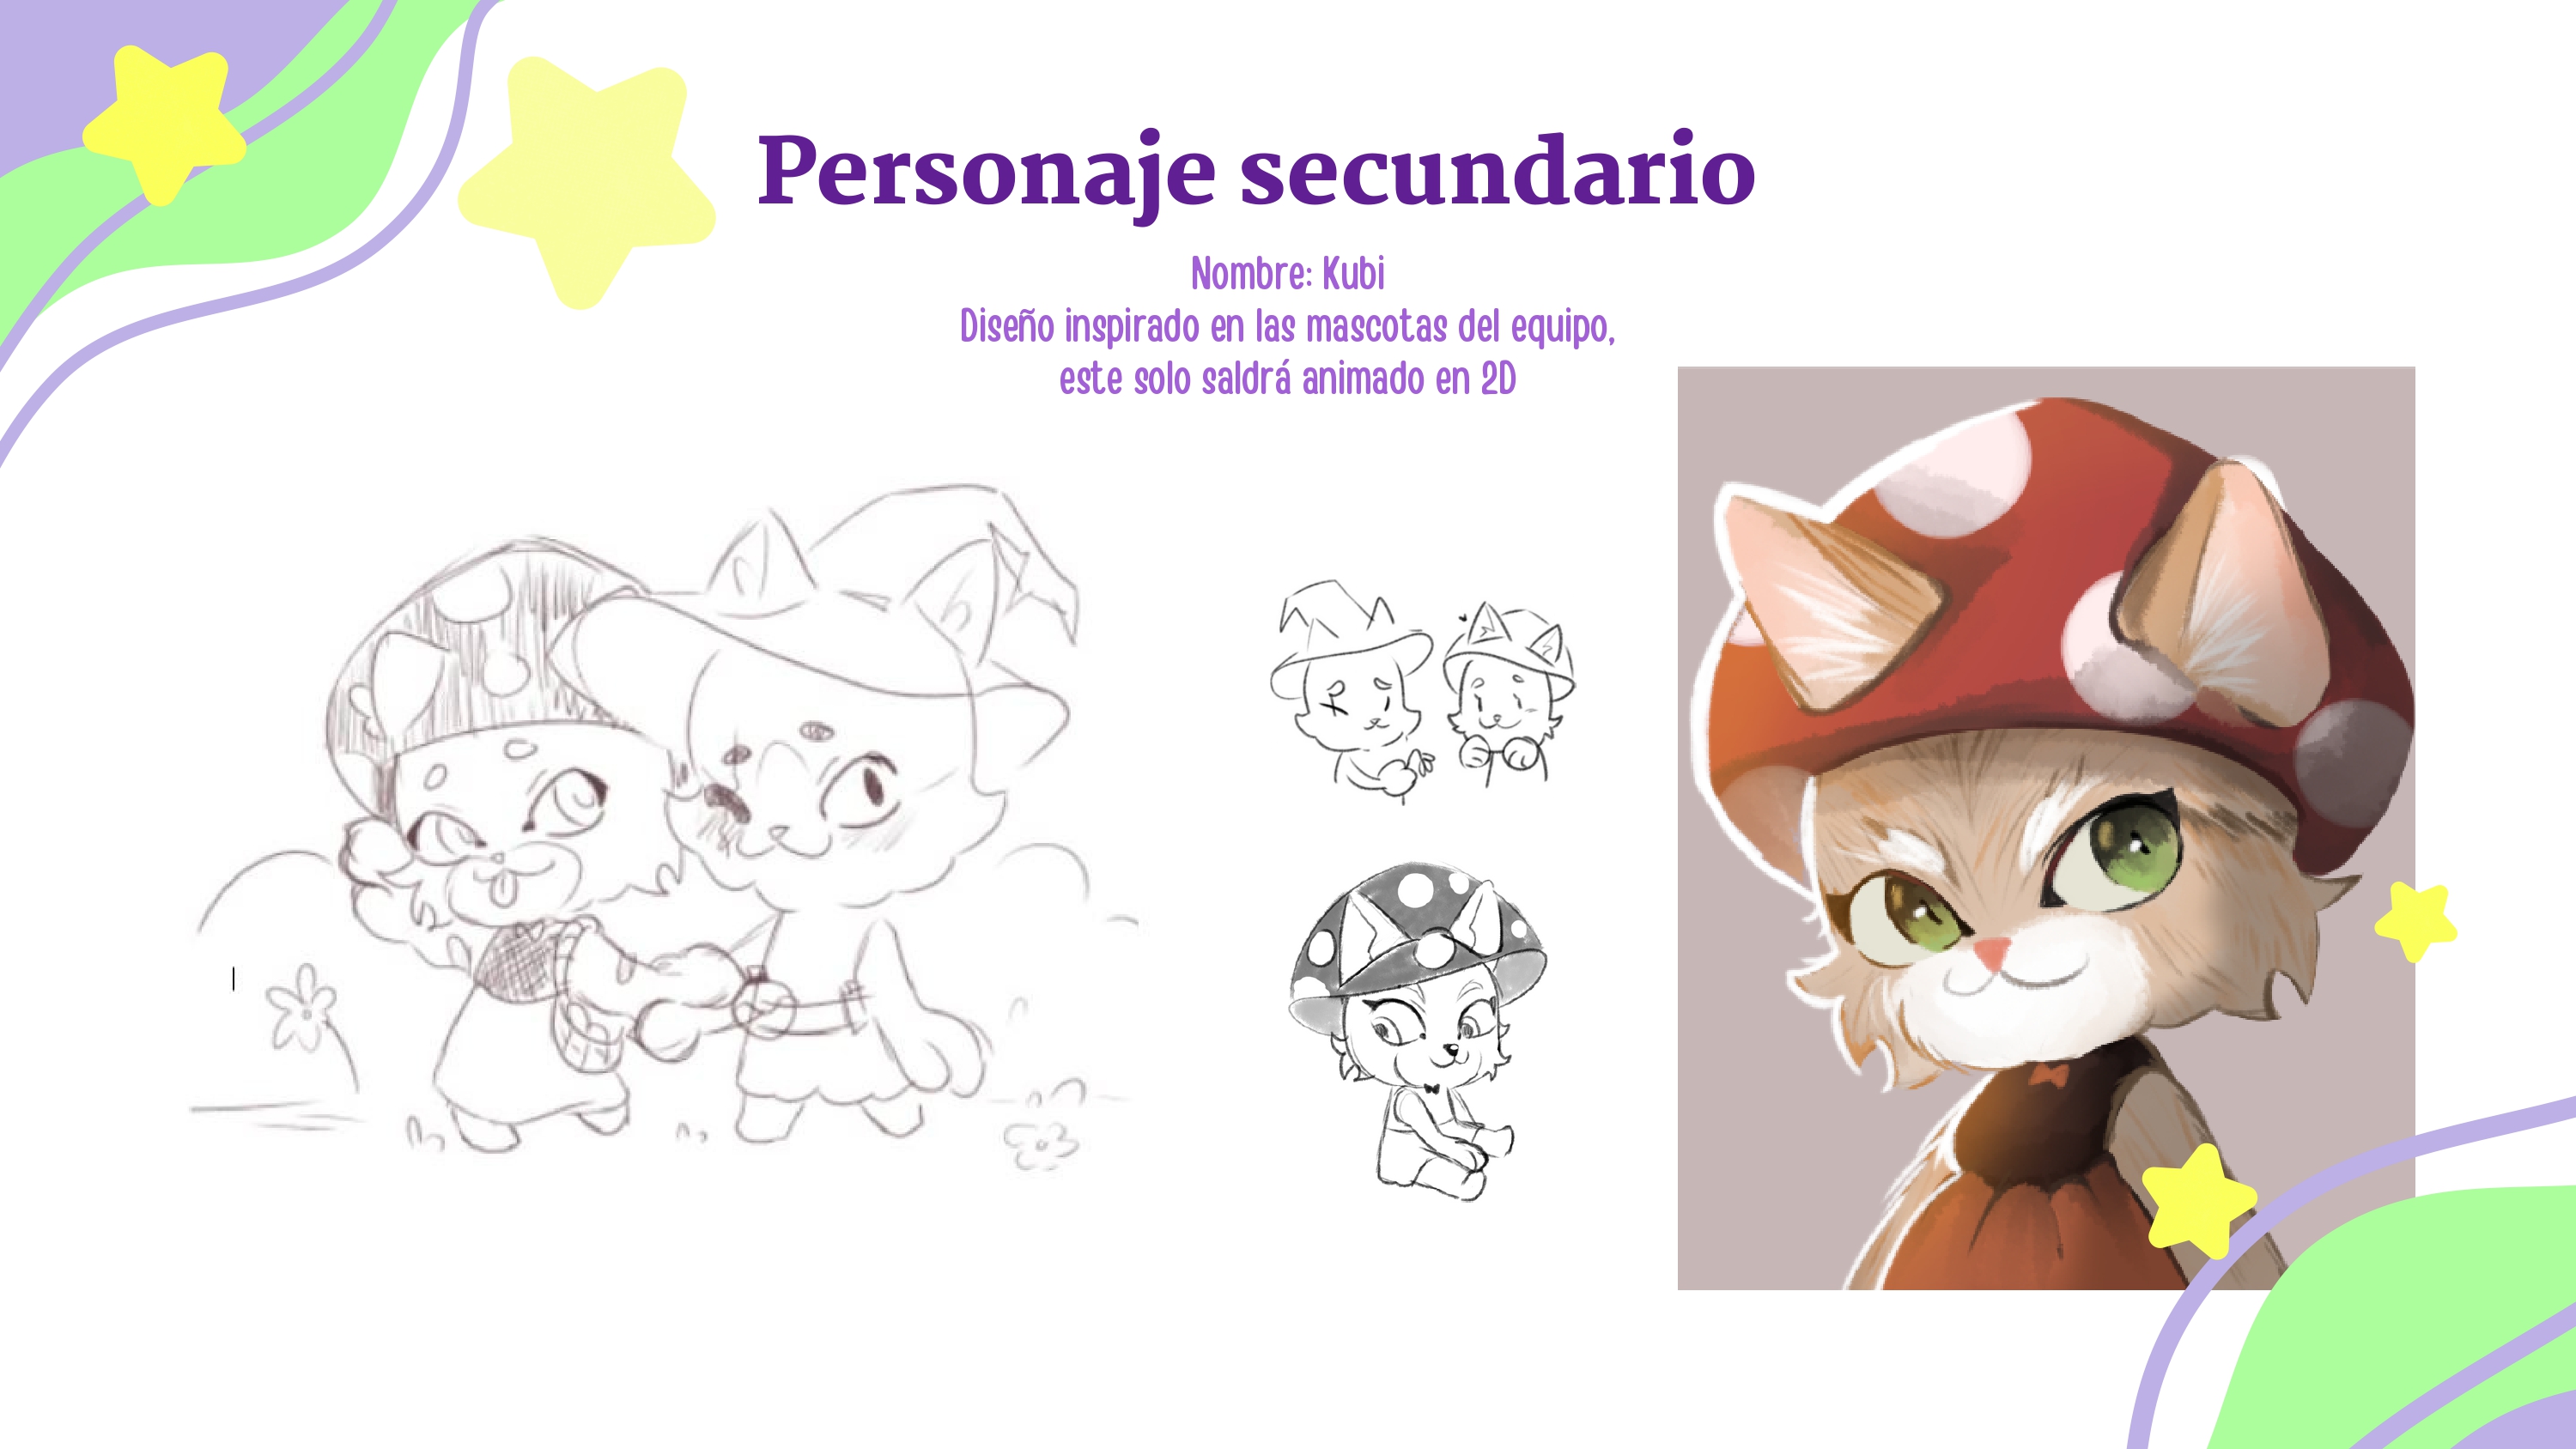 Personaje secundario
Nombre: Kubi
Diseño inspirado en las mascotas del equipo,
este solo saldrá animado en 2D